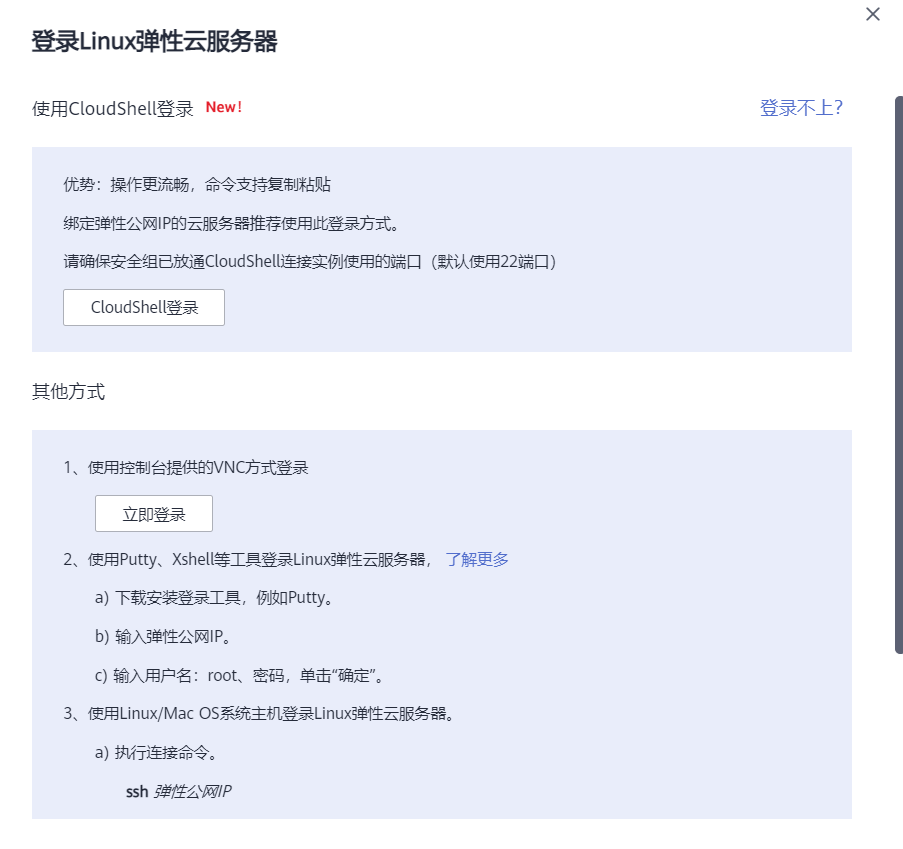 登录Linux弹性云服务器
使用CloudShell登录 New! 登录不上?
优势：操作更流畅，命令支持复制粘贴
绑定弹性公网IP的云服务器推荐使用此登录方式。
请确保安全组已放通CloudShell连接实例使用的端口（默认使用22端口）
CloudShell登录
其他方式
1、使用控制台提供的VNC方式登录
立即登录
2、使用Putty、Xshell等工具登录Linux弹性云服务器， 了解更多
a) 下载安装登录工具，例如Putty。
b) 输入弹性公网IP。
c) 输入用户名：root、密码，单击“确定”。
3、使用Linux/Mac OS系统主机登录Linux弹性云服务器。
a) 执行连接命令。
ssh 弹性公网IP